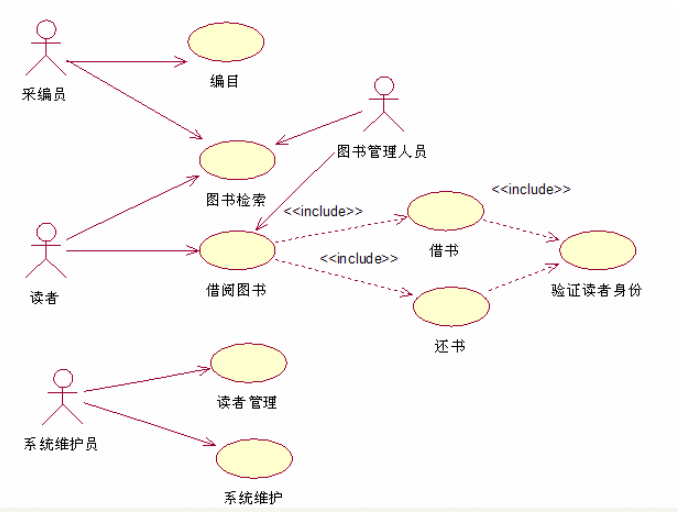 编目
采编员
图书管理人员
图书检索
<<include>>
<<include>>
借书
<<include>>
读者
借阅图书
验证读者身份
还书
读者管理
系统维护员
系统维护